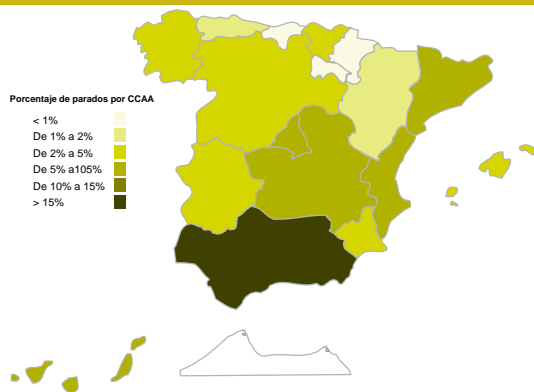 Porcentaje de parados por CCAA
< 1%
De 1% a 2%
De 2% a 5%
De 5% a105%
De 10% a 15%
> 15%